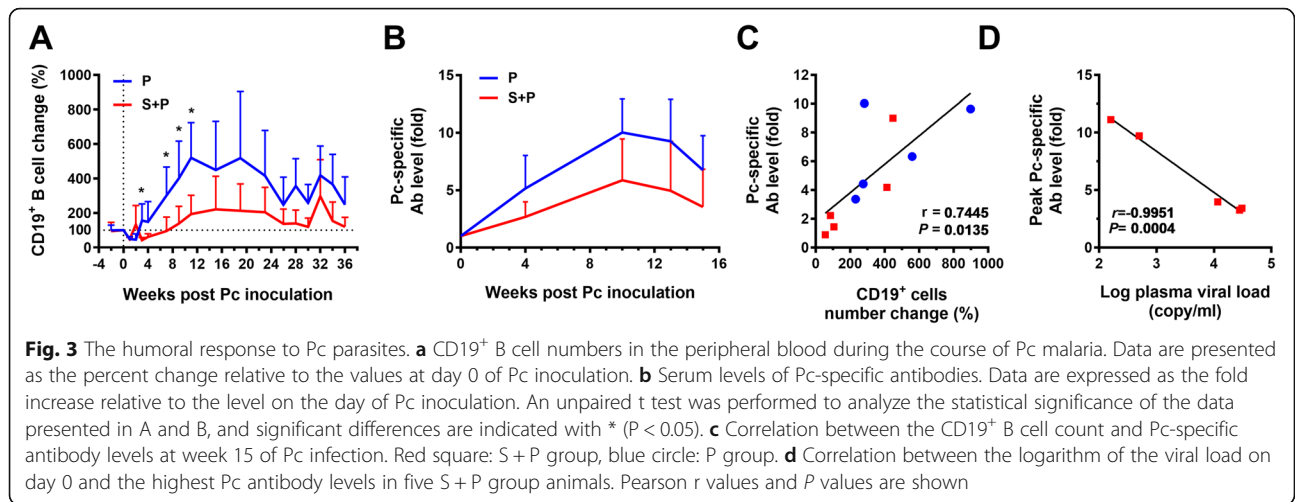 A
CD19+ B cell change (%)
1000
800
600
400
200
100
0
P
S+P
*
*
*
*
-2 0 4 8 12 16 20 24 28 32 36
Weeks post Pc inoculation
B
Pc-specific
Ab level (fold)
15
10
5
0
P
S+P
0 4 8 12 16
Weeks post Pc inoculation
C
Pc-specific
Ab level (fold)
12
10
8
6
4
2
0
r = 0.7445
P = 0.0135
0 200 400 600 800 1000
CD19+ cells
number change (%)
D
Peak Pc-specific
Ab level (fold)
15
10
5
0
r=-0.9951
P= 0.0004
2 3 4 5
Log plasma viral load
(copy/ml)
Fig. 3 The humoral response to Pc parasites. a CD19+ B cell numbers in the peripheral blood during the course of Pc malaria. Data are presented
as the percent change relative to the values at day 0 of Pc inoculation. b Serum levels of Pc-specific antibodies. Data are expressed as the fold
increase relative to the level on the day of Pc inoculation. An unpaired t test was performed to analyze the statistical significance of the data
presented in A and B, and significant differences are indicated with * (P < 0.05). c Correlation between the CD19+ B cell count and Pc-specific
antibody levels at week 15 of Pc infection. Red square: S + P group, blue circle: P group. d Correlation between the logarithm of the viral load on
day 0 and the highest Pc antibody levels in five S + P group animals. Pearson r values and P values are shown